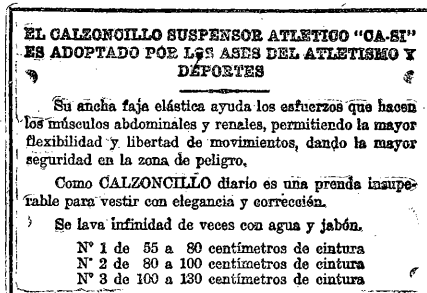 EL CALZONCILLO SUSPENSOR ATLETICO "CA-SI"
ES ADOPTADO POR LOS ASES DEL ATLETISMO Y
DEPORTES
Su ancha faja elástica ayuda los esfuerzos que hacen
los músculos abdominales y renales, permitiendo la mayor
flexibilidad y libertad de movimientos, dando la mayor
seguridad en la zona de peligro.
Como CALZONCILLO diario es una prenda insupe-
rable para vestir con elegancia y corrección.
Se lava infinidad de veces con agua y jabón.
N° 1 de 55 a 80 centímetros de cintura
N° 2 de 80 a 100 centímetros de cintura
N° 3 de 100 a 130 centímetros de cintura